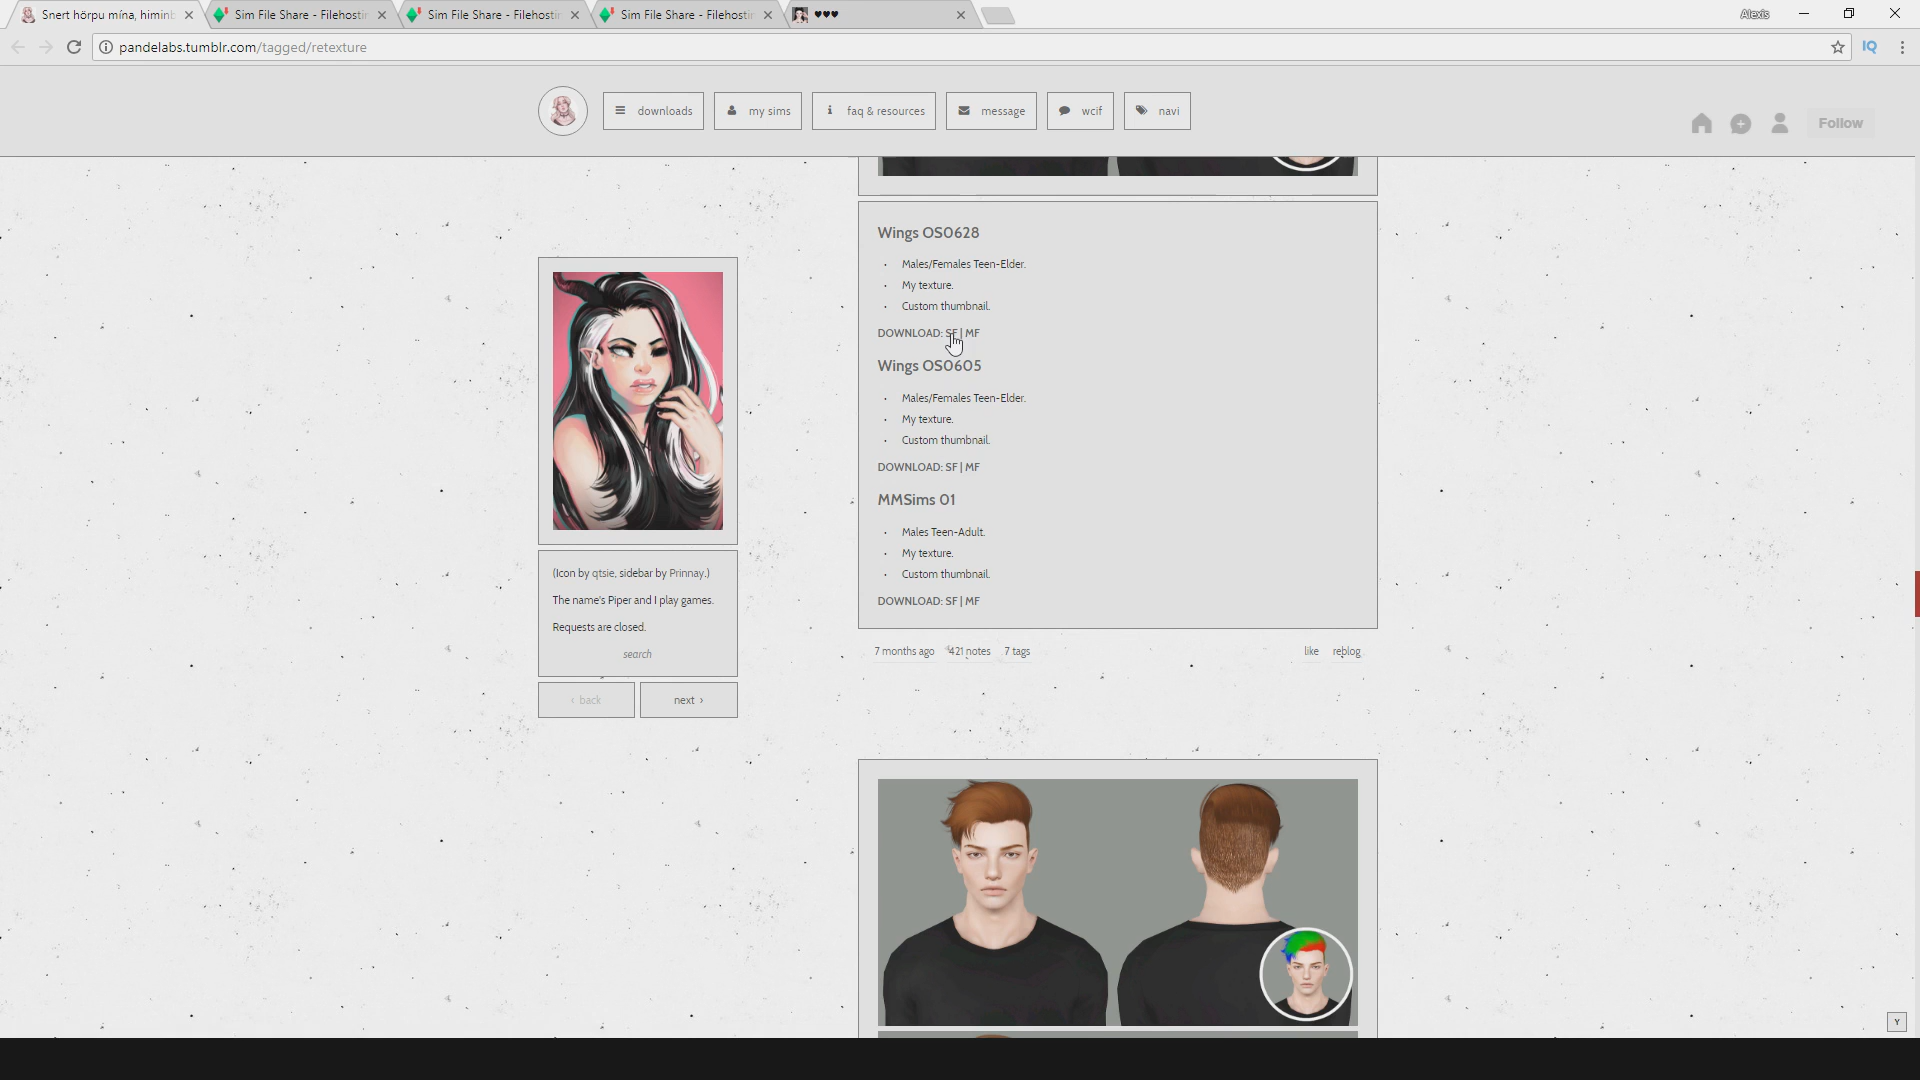 Snert hörpu mína, himinb
Sim File Share - Filehostin
Sim File Share - Filehostin
Sim File Share - Filehostin
♥♥♥
Alexis
pandelabs.tumblr.com/tagged/retexture
IQ
downloads
my sims
faq & resources
message
wcif
navi
Follow
Wings OS0628
• Males/Females Teen-Elder.
• My texture.
• Custom thumbnail.
DOWNLOAD: SF | MF
Wings OS0605
• Males/Females Teen-Elder.
• My texture.
• Custom thumbnail.
DOWNLOAD: SF | MF
MMSims 01
• Males Teen-Adult.
• My texture.
• Custom thumbnail.
DOWNLOAD: SF | MF
7 months ago 421 notes 7 tags
like reblog
(Icon by qtsie, sidebar by Prinnay.)
The name's Piper and I play games.
Requests are closed.
search
‹ back
next ›
Y